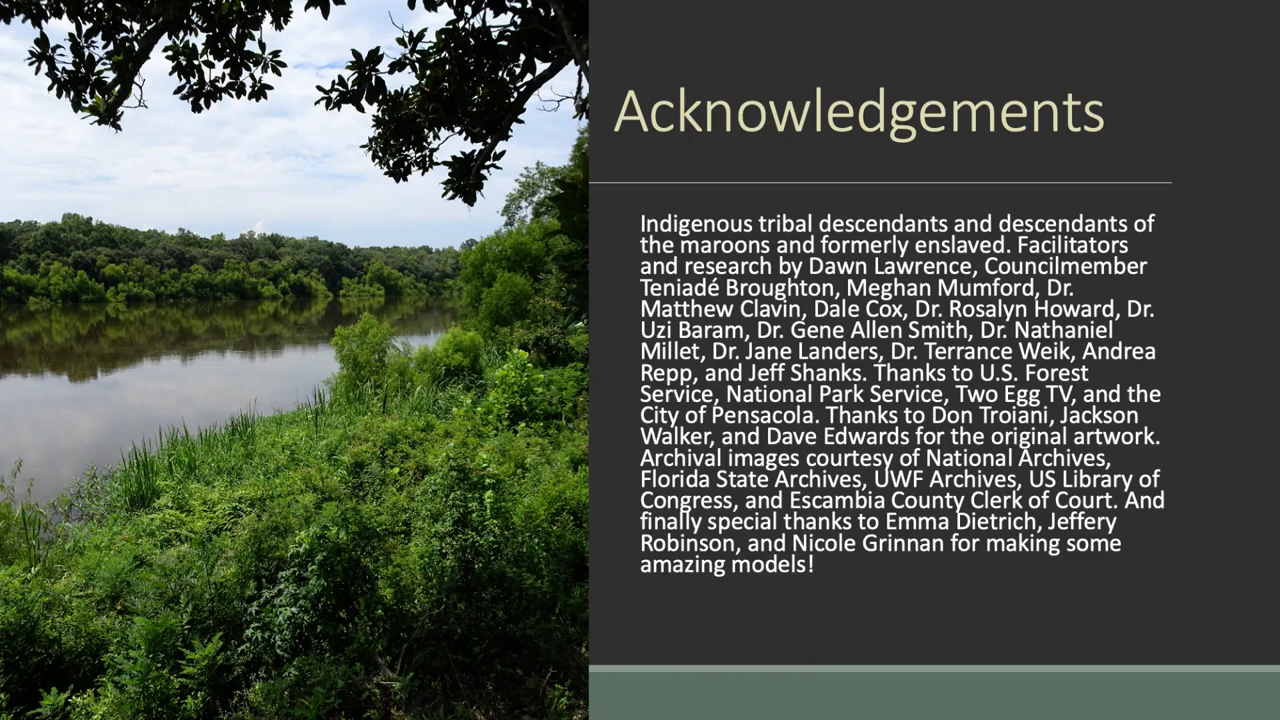 Acknowledgements
Indigenous tribal descendants and descendants of
the maroons and formerly enslaved. Facilitators
and research by Dawn Lawrence, Councilmember
Teniadé Broughton, Meghan Mumford, Dr.
Matthew Clavin, Dale Cox, Dr. Rosalyn Howard, Dr.
Uzi Baram, Dr. Gene Allen Smith, Dr. Nathaniel
Millet, Dr. Jane Landers, Dr. Terrance Weik, Andrea
Repp, and Jeff Shanks. Thanks to U.S. Forest
Service, National Park Service, Two Egg TV, and the
City of Pensacola. Thanks to Don Troiani, Jackson
Walker, and Dave Edwards for the original artwork.
Archival images courtesy of National Archives,
Florida State Archives, UWF Archives, US Library of
Congress, and Escambia County Clerk of Court. And
finally special thanks to Emma Dietrich, Jeffery
Robinson, and Nicole Grinnan for making some
amazing models!